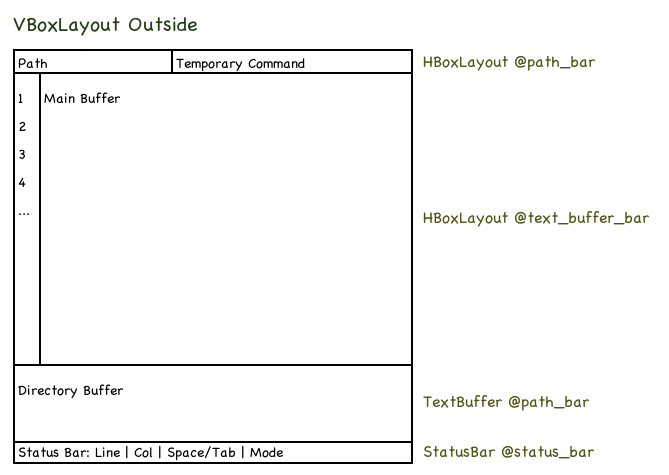 VBoxLayout Outside
Path
Temporary Command
HBoxLayout @path_bar
1
Main Buffer
2
3
4
...
HBoxLayout @text_buffer_bar
Directory Buffer
TextBuffer @path_bar
Status Bar: Line | Col | Space/Tab | Mode
StatusBar @status_bar